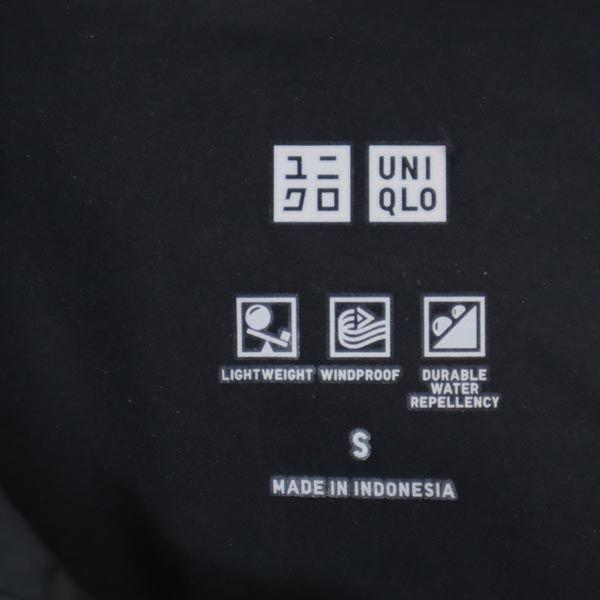 ユニ UNI
クロ QLO
LIGHTWEIGHT WINDPROOF DURABLE
WATER
REPELLENCY
S
MADE IN INDONESIA